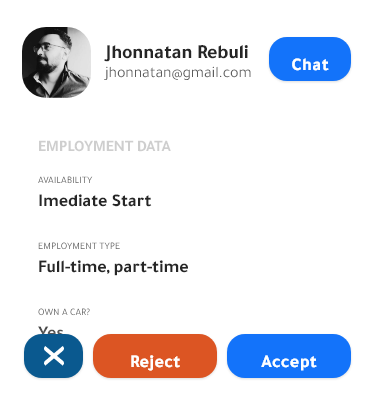 Jhonnatan Rebuli
jhonnatan@gmail.com
Chat
EMPLOYMENT DATA
AVAILABILITY
Imediate Start
EMPLOYMENT TYPE
Full-time, part-time
OWN A CAR?
Yes
Reject
Accept